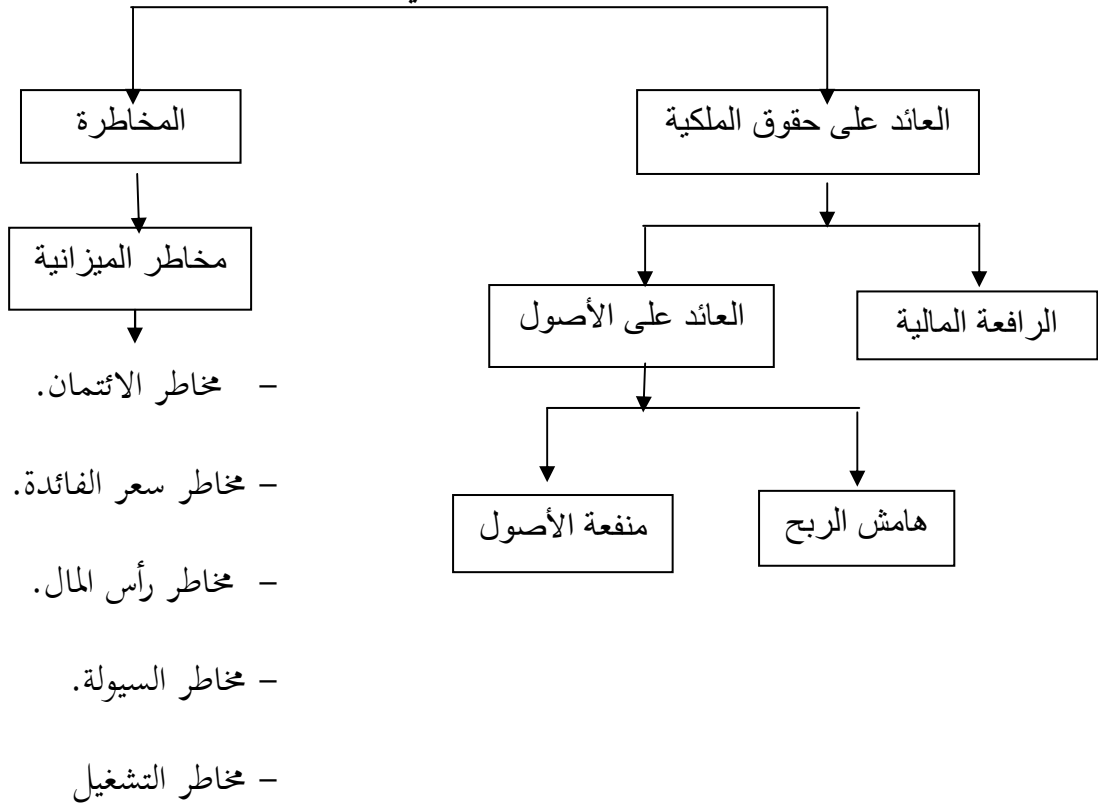 العائد على حقوق الملكية
المخاطرة
مخاطر الميزانية
العائد على الأصول
الرافعة المالية
هامش الربح
منفعة الأصول
- مخاطر الائتمان.
- مخاطر سعر الفائدة.
- مخاطر رأس المال.
- مخاطر السيولة.
- مخاطر التشغيل